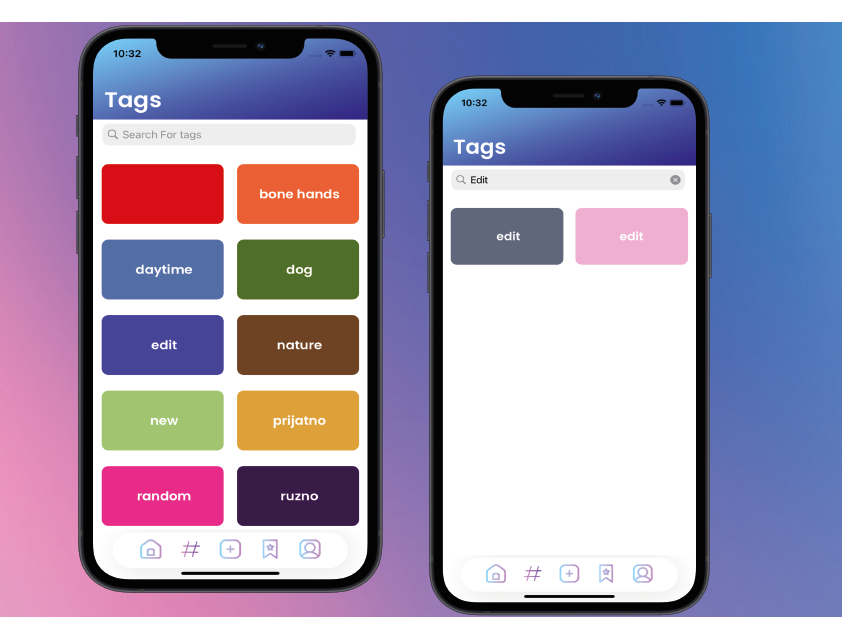 10:32
Tags
Search For tags
bone hands
daytime
dog
edit
nature
new
prijatno
random
ruzno
10:32
Tags
Edit
edit
edit